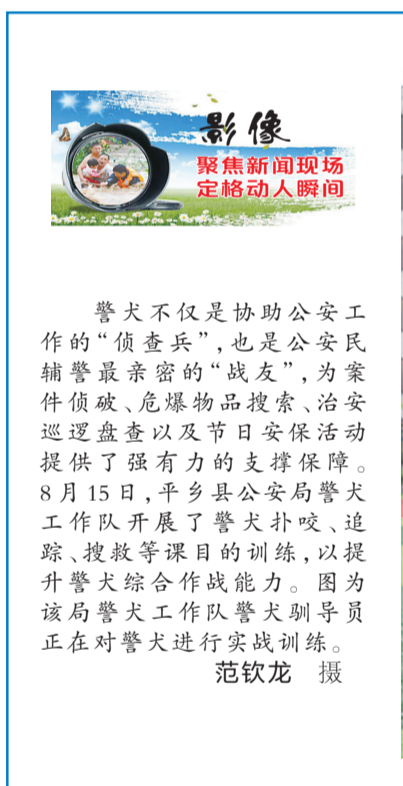 影像
聚焦新闻现场
定格动人瞬间
警犬不仅是协助公安工
作的“侦查兵”，也是公安民
辅警最亲密的“战友”，为案
件侦破、危爆物品搜索、治安
巡逻盘查以及节日安保活动
提供了强有力的支撑保障。
8月15日，平乡县公安局警犬
工作队开展了警犬扑咬、追
踪、搜救等课目的训练，以提
升警犬综合作战能力。图为
该局警犬工作队警犬驯导员
正在对警犬进行实战训练。
范钦龙 摄